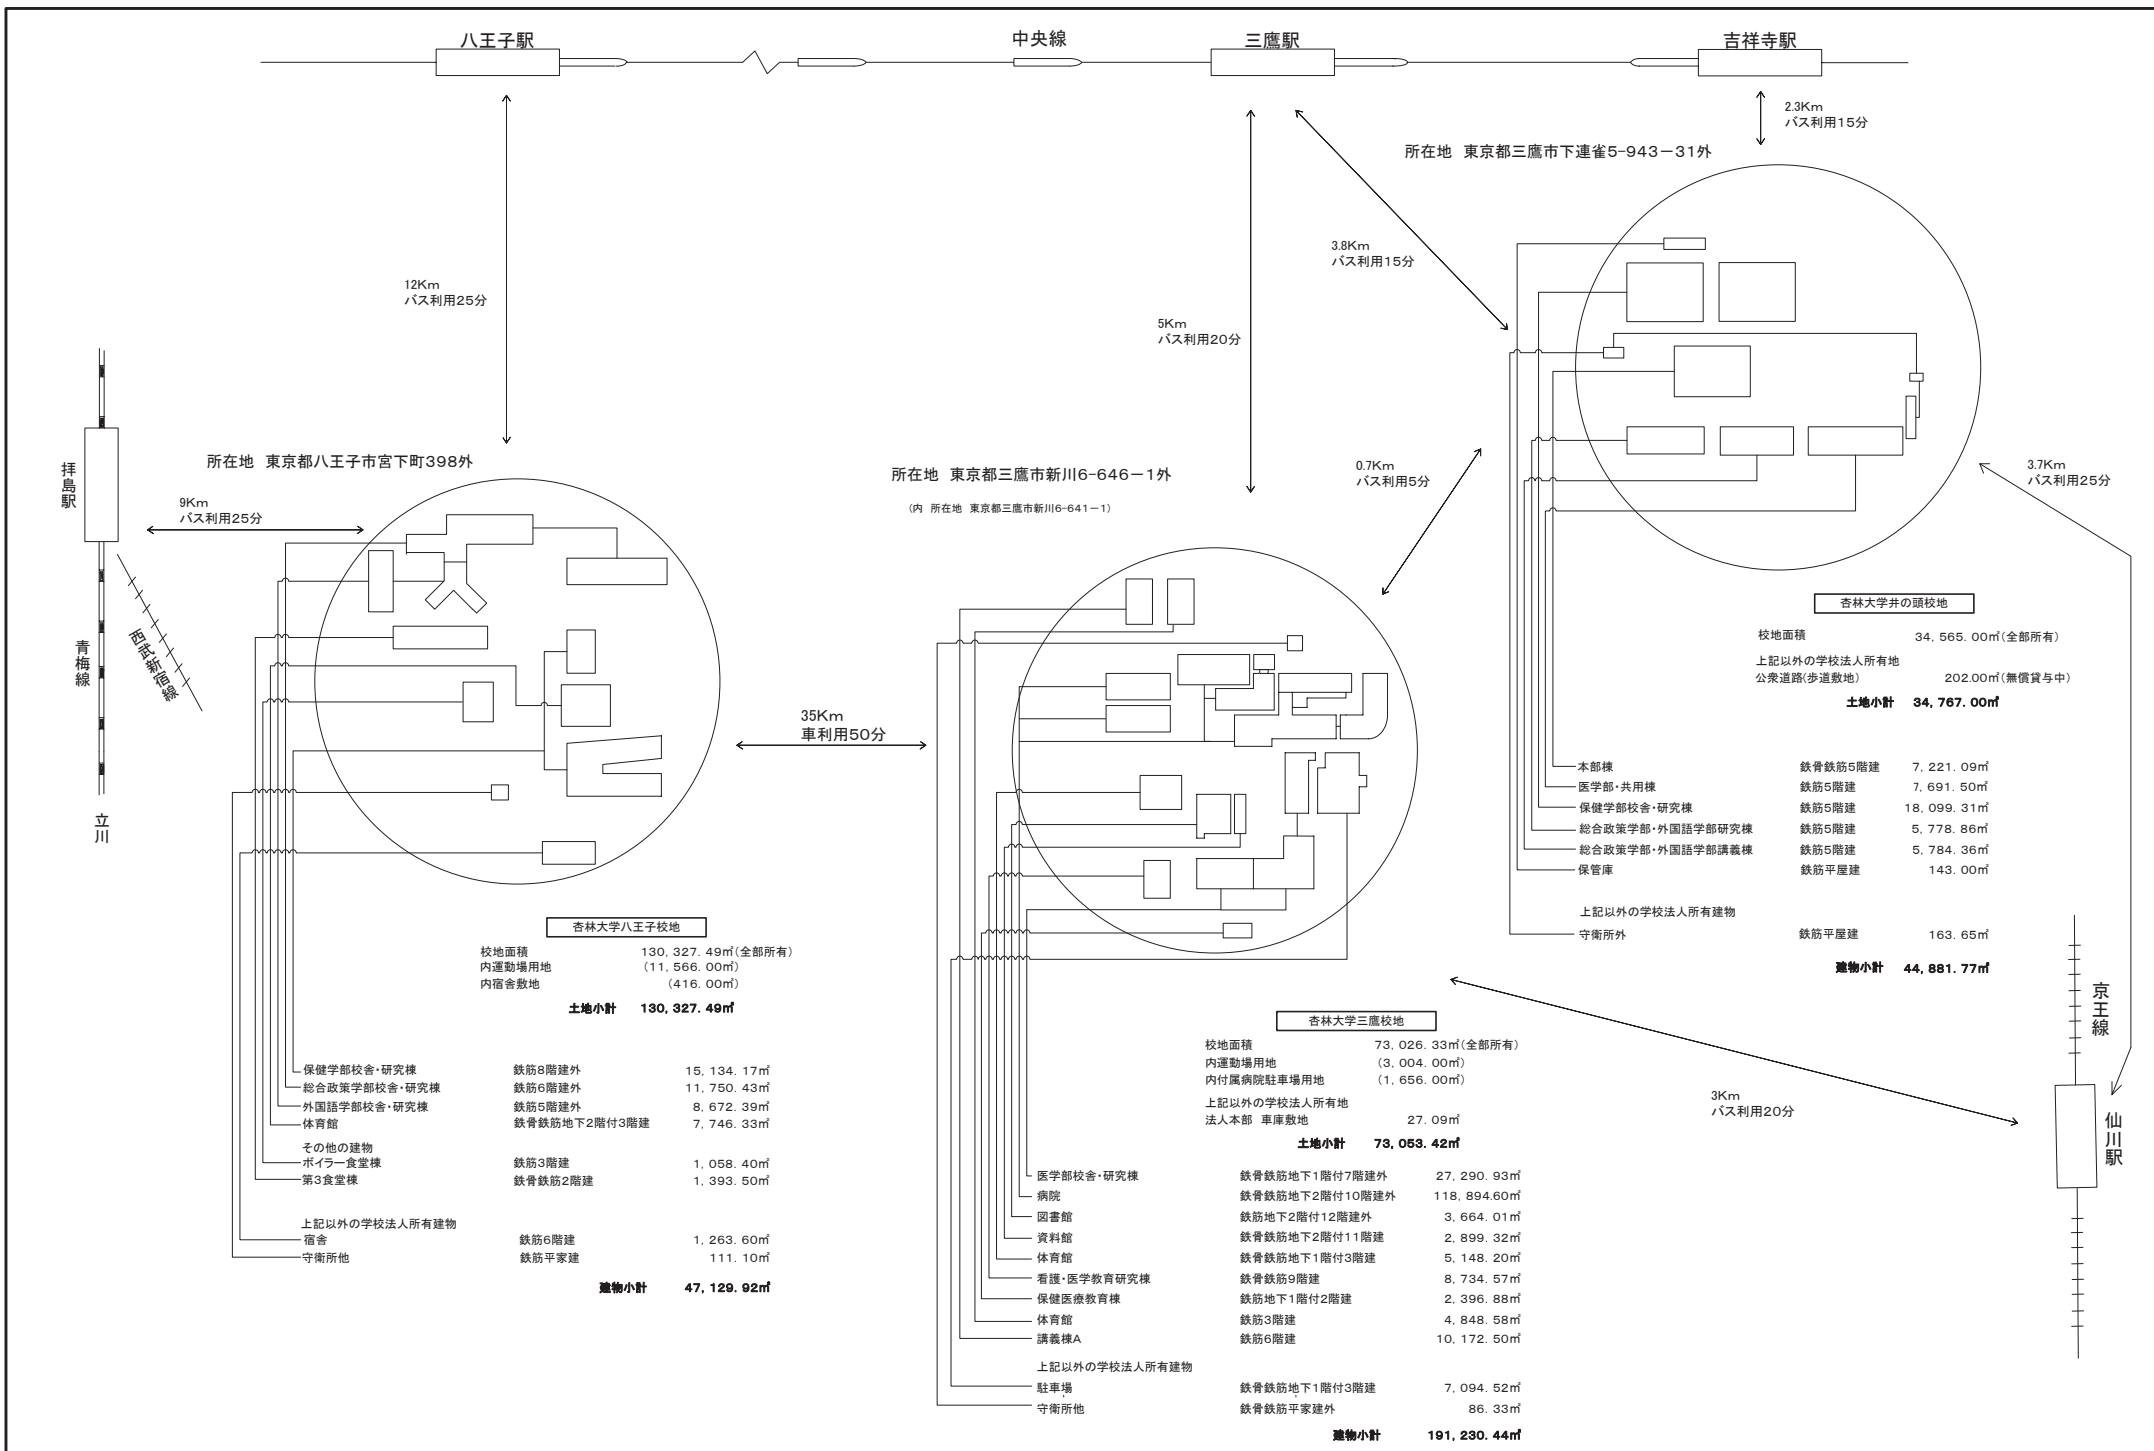 八王子駅
中央線
三鷹駅
吉祥寺駅
2.3Km
バス利用15分
所在地 東京都三鷹市下連雀5-943-31外
3.8Km
バス利用15分
12Km
バス利用25分
5Km
バス利用20分
拝島駅
青梅線
西武新宿線
立川
所在地 東京都八王子市宮下町398外
9Km
バス利用25分
所在地 東京都三鷹市新川6-646-1外
(内 所在地 東京都三鷹市新川6-641-1)
0.7Km
バス利用5分
3.7Km
バス利用25分
35Km
車利用50分
杏林大学井の頭校地
校地面積 34,565.00㎡(全部所有)
上記以外の学校法人所有地
公衆道路(歩道敷地) 202.00㎡(無償貸与中)
土地小計 34,767.00㎡
本部棟 鉄骨鉄筋5階建 7,221.09㎡
医学部・共用棟 鉄筋5階建 7,691.50㎡
保健学部校舎・研究棟 鉄筋5階建 18,099.31㎡
総合政策学部・外国語学部研究棟 鉄筋5階建 5,778.86㎡
総合政策学部・外国語学部講義棟 鉄筋5階建 5,784.36㎡
保管庫 鉄筋平屋建 143.00㎡
上記以外の学校法人所有建物
守衛所外 鉄筋平屋建 163.65㎡
建物小計 44,881.77㎡
杏林大学八王子校地
校地面積 130,327.49㎡(全部所有)
内運動場用地 (11,566.00㎡)
内宿舎敷地 (416.00㎡)
土地小計 130,327.49㎡
保健学部校舎・研究棟 鉄筋8階建外 15,134.17㎡
総合政策学部校舎・研究棟 鉄筋6階建外 11,750.43㎡
外国語学部校舎・研究棟 鉄筋5階建外 8,672.39㎡
体育館 鉄骨鉄筋地下2階付3階建 7,746.33㎡
その他の建物
ボイラー食堂棟 鉄筋3階建 1,058.40㎡
第3食堂棟 鉄骨鉄筋2階建 1,393.50㎡
上記以外の学校法人所有建物
宿舎 鉄筋6階建 1,263.60㎡
守衛所他 鉄筋平家建 111.10㎡
建物小計 47,129.92㎡
杏林大学三鷹校地
校地面積 73,026.33㎡(全部所有)
内運動場用地 (3,004.00㎡)
内付属病院駐車場用地 (1,656.00㎡)
上記以外の学校法人所有地
法人本部 車庫敷地 27.09㎡
土地小計 73,053.42㎡
医学部校舎・研究棟 鉄骨鉄筋地下1階付7階建外 27,290.93㎡
病院 鉄骨鉄筋地下2階付10階建外 118,894.60㎡
図書館 鉄筋地下2階付12階建外 3,664.01㎡
資料館 鉄骨鉄筋地下2階付11階建 2,899.32㎡
体育館 鉄骨鉄筋地下1階付3階建 5,148.20㎡
看護・医学教育研究棟 鉄骨鉄筋9階建 8,734.57㎡
保健医療教育棟 鉄筋地下1階付2階建 2,396.88㎡
体育館 鉄筋3階建 4,848.58㎡
講義棟A 鉄筋6階建 10,172.50㎡
上記以外の学校法人所有建物
駐車場 鉄骨鉄筋地下1階付3階建 7,094.52㎡
守衛所他 鉄骨鉄筋平家建外 86.33㎡
建物小計 191,230.44㎡
3Km
バス利用20分
京王線
仙川駅